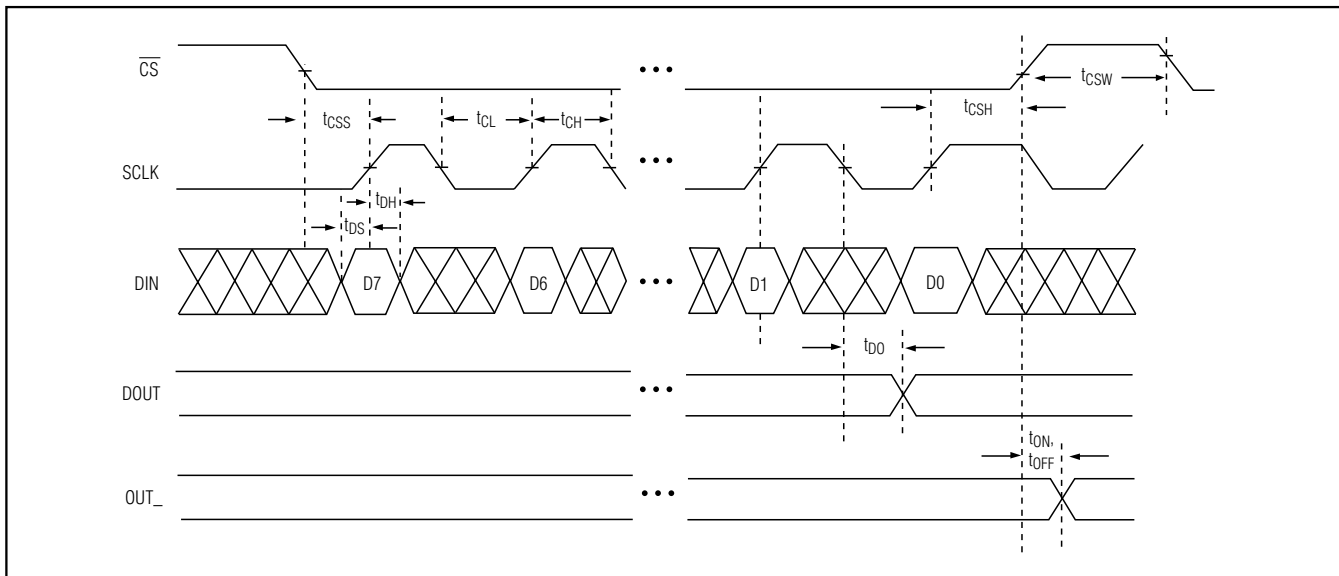 CS
tCSW
tCSS
tCL
tCH
tCSH
SCLK
tDH
tDS
DIN
D7
D6
D1
D0
tDO
DOUT
tON,
tOFF
OUT_